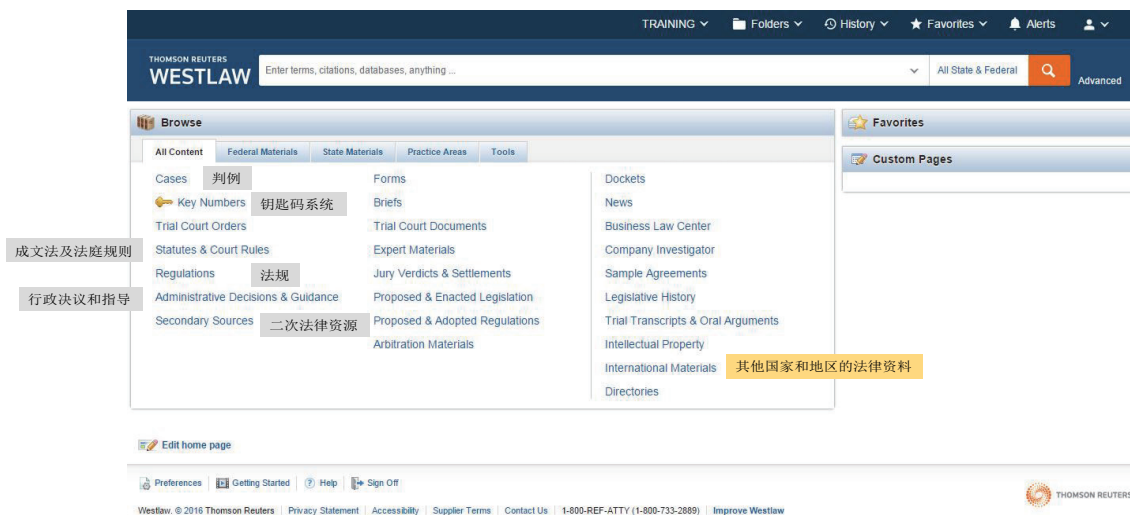 TRAINING Folders History Favorites Alerts
THOMSON REUTERS
WESTLAW
Enter terms, citations, databases, anything ...
All State & Federal
Advanced
Browse
All Content Federal Materials State Materials Practice Areas Tools
Cases 判例
Key Numbers 钥匙码系统
Trial Court Orders
成文法及法庭规则 Statutes & Court Rules
Regulations 法规
行政决议和指导 Administrative Decisions & Guidance
Secondary Sources 二次法律资源
Forms
Briefs
Trial Court Documents
Expert Materials
Jury Verdicts & Settlements
Proposed & Enacted Legislation
Proposed & Adopted Regulations
Arbitration Materials
Dockets
News
Business Law Center
Company Investigator
Sample Agreements
Legislative History
Trial Transcripts & Oral Arguments
Intellectual Property
International Materials 其他国家和地区的法律资料
Directories
Favorites
Custom Pages
Edit home page
Preferences Getting Started Help Sign Off
Westlaw. © 2016 Thomson Reuters Privacy Statement Accessibility Supplier Terms Contact Us 1-800-REF-ATTY (1-800-733-2889) Improve Westlaw
THOMSON REUTERS